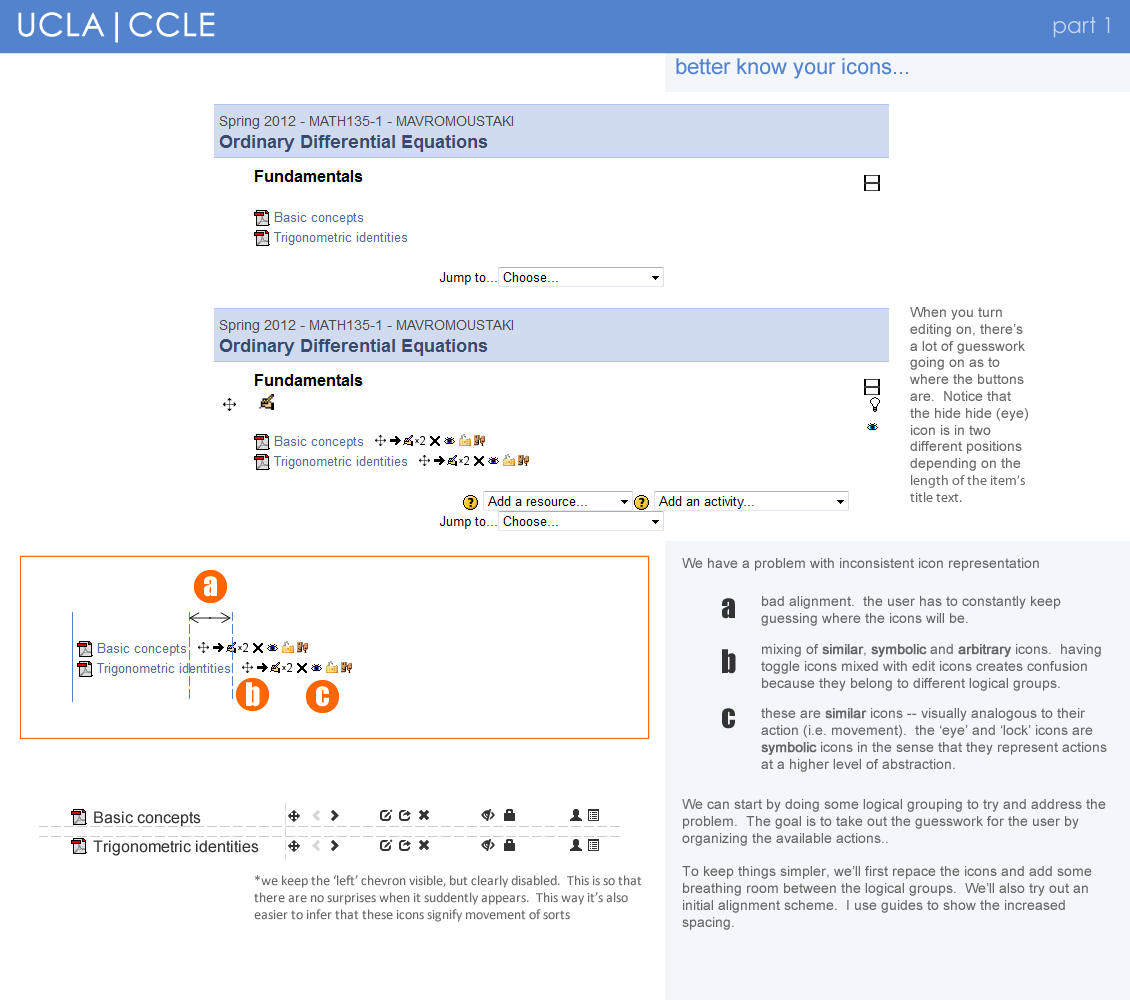 UCLA | CCLE
part 1
better know your icons...
Spring 2012 - MATH135-1 - MAVROMOUSTAKI
Ordinary Differential Equations
Fundamentals
Basic concepts
Trigonometric identities
Jump to... Choose...
Spring 2012 - MATH135-1 - MAVROMOUSTAKI
Ordinary Differential Equations
Fundamentals
Basic concepts ×2
Trigonometric identities ×2
? Add a resource... ? Add an activity...
Jump to... Choose...
When you turn
editing on, there's
a lot of guesswork
going on as to
where the buttons
are.  Notice that
the hide hide (eye)
icon is in two
different positions
depending on the
length of the item's
title text.
a
Basic concepts ×2
Trigonometric identities ×2
b c
We have a problem with inconsistent icon representation
a bad alignment.  the user has to constantly keep
guessing where the icons will be.
b mixing of similar, symbolic and arbitrary icons.  having
toggle icons mixed with edit icons creates confusion
because they belong to different logical groups.
c these are similar icons -- visually analogous to their
action (i.e. movement).  the 'eye' and 'lock' icons are
symbolic icons in the sense that they represent actions
at a higher level of abstraction.
Basic concepts
Trigonometric identities
*we keep the 'left' chevron visible, but clearly disabled.  This is so that
there are no surprises when it suddently appears.  This way it's also
easier to infer that these icons signify movement of sorts
We can start by doing some logical grouping to try and address the
problem.  The goal is to take out the guesswork for the user by
organizing the available actions..
To keep things simpler, we'll first repace the icons and add some
breathing room between the logical groups.  We'll also try out an
initial alignment scheme.  I use guides to show the increased
spacing.